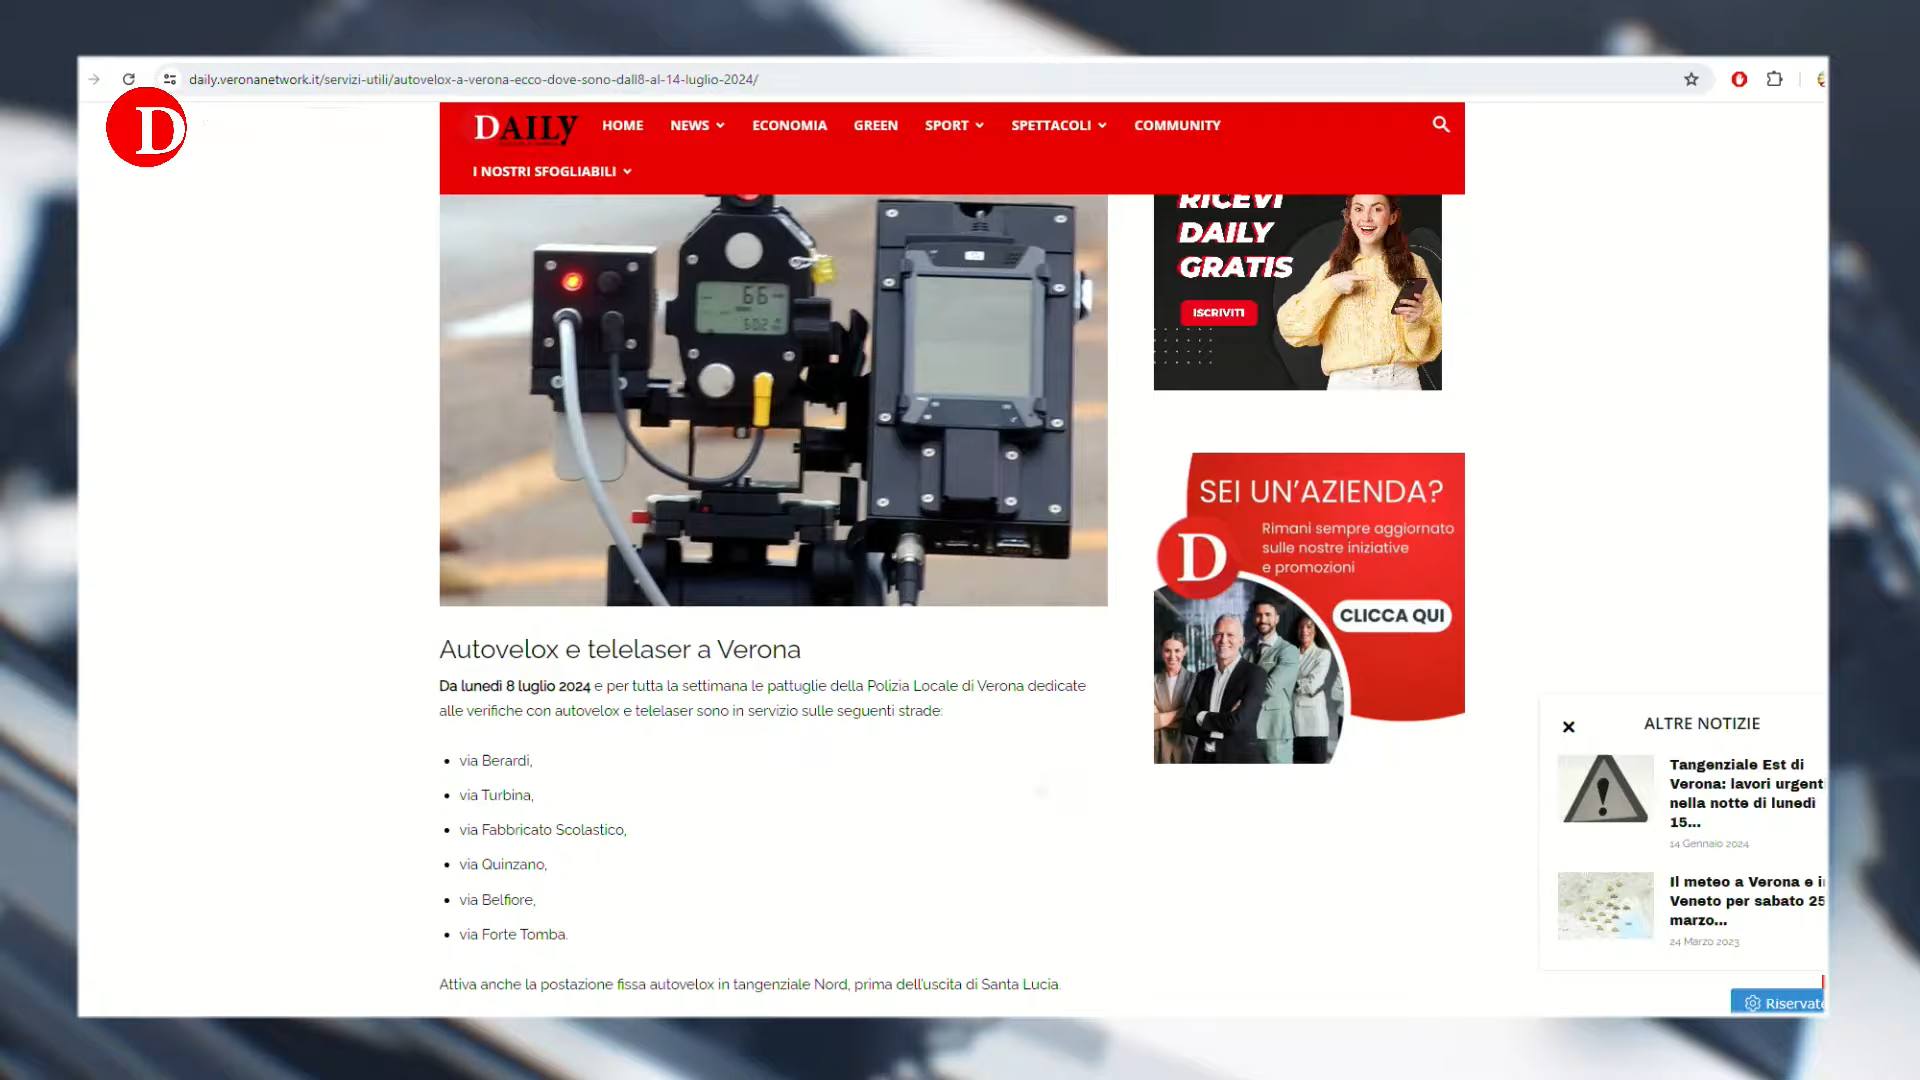 daily.veronanetwork.it/servizi-utili/autovelox-a-verona-ecco-dove-sono-dall8-al-14-luglio-2024/
D
DAILY HOME NEWS ECONOMIA GREEN SPORT SPETTACOLI COMMUNITY
I NOSTRI SFOGLIABILI
RICEVI
DAILY
GRATIS
ISCRIVITI
66
SEI UN'AZIENDA?
Rimani sempre aggiornato
sulle nostre iniziative
e promozioni
D
CLICCA QUI
Autovelox e telelaser a Verona
Da lunedì 8 luglio 2024 e per tutta la settimana le pattuglie della Polizia Locale di Verona dedicate
alle verifiche con autovelox e telelaser sono in servizio sulle seguenti strade:
• via Berardi,
• via Turbina,
• via Fabbricato Scolastico,
• via Quinzano,
• via Belfiore,
• via Forte Tomba.
Attiva anche la postazione fissa autovelox in tangenziale Nord, prima dell'uscita di Santa Lucia.
ALTRE NOTIZIE
Tangenziale Est di
Verona: lavori urgenti
nella notte di lunedì
15...
14 Gennaio 2024
Il meteo a Verona e i
Veneto per sabato 25
marzo...
24 Marzo 2023
Riservate